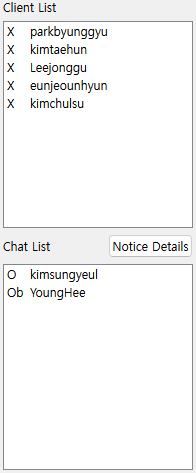 Client List
X parkbyunggyu
X kimtaehun
X Leejonggu
X eunjeounhyun
X kimchulsu
Chat List Notice Details
O kimsungyeul
Ob YoungHee